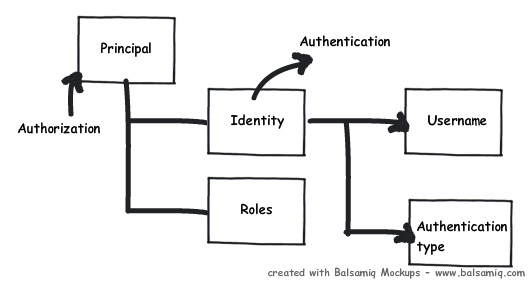 Principal
Authentication
Authorization
Identity
Username
Roles
Authentication
type
created with Balsamiq Mockups - www.balsamiq.com